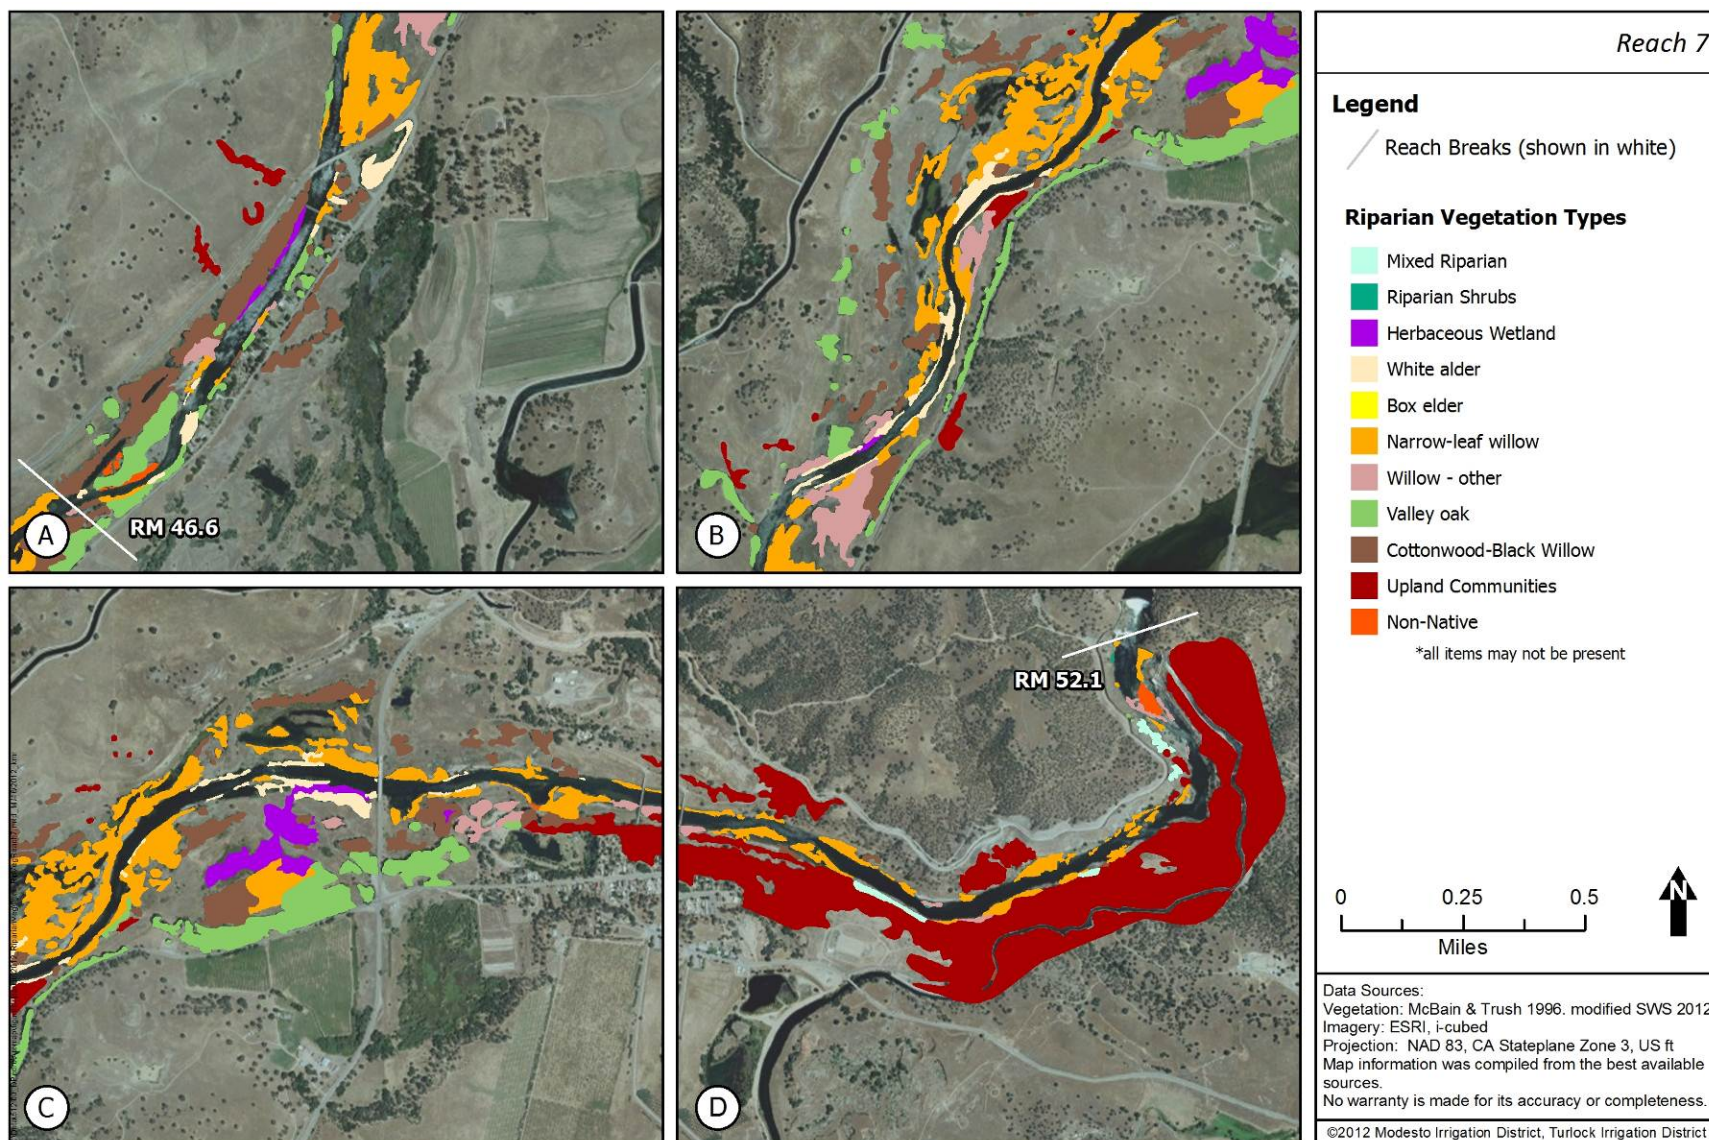 Reach 7
Legend
Reach Breaks (shown in white)
Riparian Vegetation Types
Mixed Riparian
Riparian Shrubs
Herbaceous Wetland
White alder
Box elder
Narrow-leaf willow
Willow - other
Valley oak
Cottonwood-Black Willow
Upland Communities
Non-Native
*all items may not be present
0 0.25 0.5
Miles
N
Data Sources:
Vegetation: McBain & Trush 1996. modified SWS 2012
Imagery: ESRI, i-cubed
Projection: NAD 83, CA Stateplane Zone 3, US ft
Map information was compiled from the best available
sources.
No warranty is made for its accuracy or completeness.
©2012 Modesto Irrigation District, Turlock Irrigation District
A
RM 46.6
B
C
D
RM 52.1